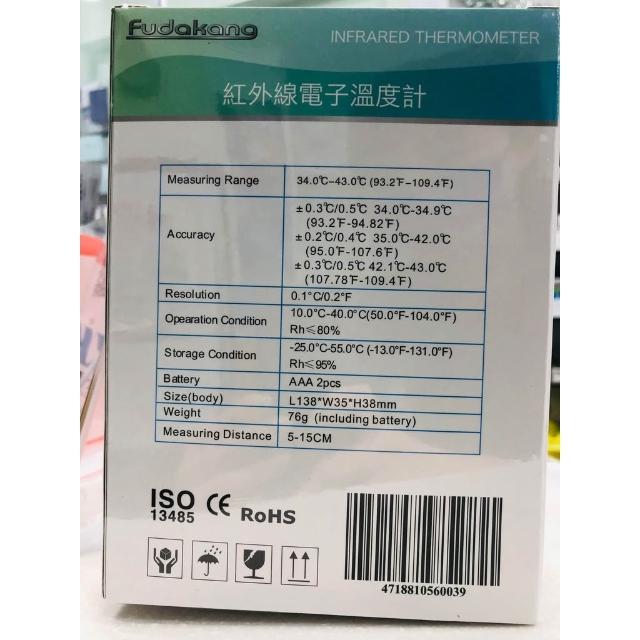 Fudakang
INFRARED THERMOMETER
紅外線電子溫度計
Measuring Range 34.0℃-43.0℃ (93.2℉-109.4℉)
Accuracy
±0.3℃/0.5℃ 34.0℃-34.9℃
(93.2℉-94.82℉)
±0.2℃/0.4℃ 35.0℃-42.0℃
(95.0℉-107.6℉)
±0.3℃/0.5℃ 42.1℃-43.0℃
(107.78℉-109.4℉)
Resolution 0.1°C/0.2°F
Opearation Condition 10.0°C-40.0°C(50.0°F-104.0°F)
Rh≤80%
Storage Condition -25.0°C-55.0°C (-13.0°F-131.0°F)
Rh≤95%
Battery AAA 2pcs
Size(body) L138*W35*H38mm
Weight 76g (including battery)
Measuring Distance 5-15CM
ISO
13485
CE
RoHS
4718810560039